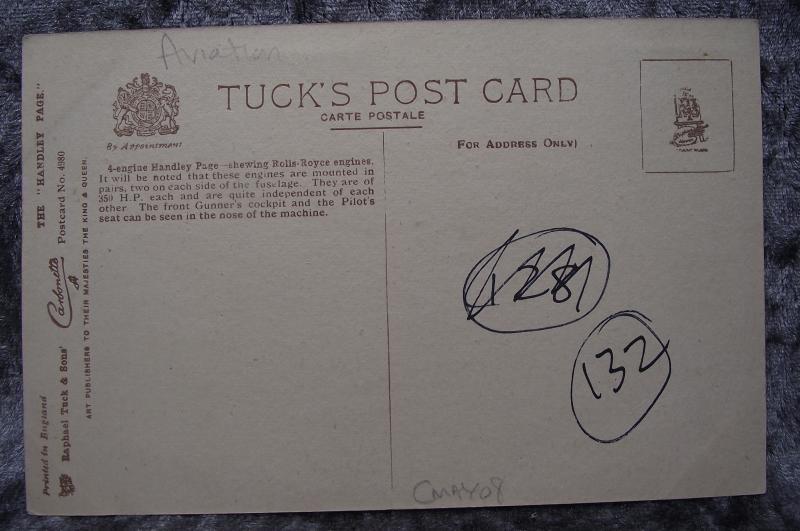 Aviation
TUCK'S POST CARD
CARTE POSTALE
By Appointment
FOR ADDRESS ONLY)
4-engine Handley Page—shewing Rolls-Royce engines.
It will be noted that these engines are mounted in
pairs, two on each side of the fuselage. They are of
350 H.P. each and are quite independent of each
other. The front Gunner's cockpit and the Pilot's
seat can be seen in the nose of the machine.
THE "HANDLEY PAGE."
Printed in England
Raphael Tuck & Sons' Carbonette Postcard No. 4980
ART PUBLISHERS TO THEIR MAJESTIES THE KING & QUEEN.
132
CMAY08